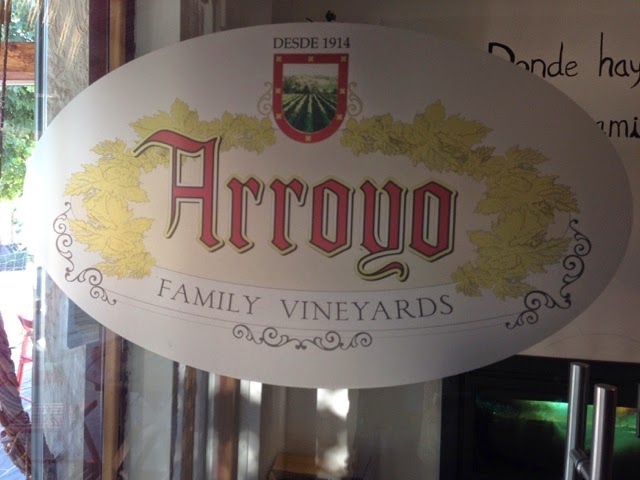 DESDE 1914
Arroyo
FAMILY VINEYARDS
Donde hay